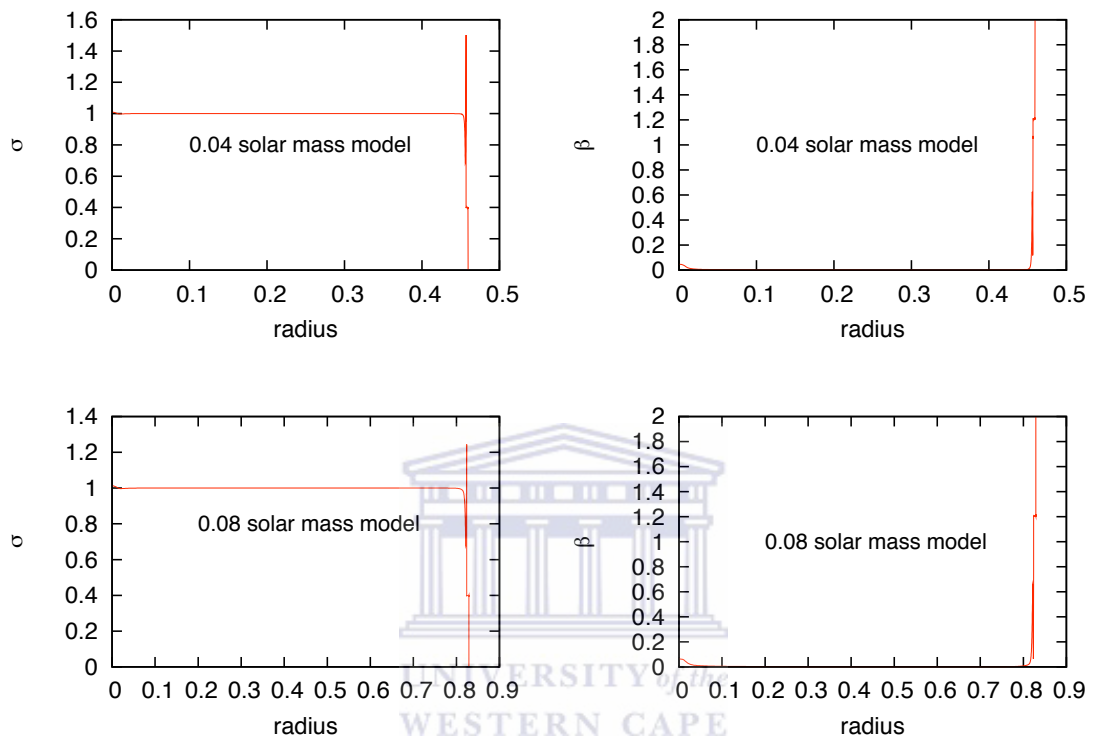 1.6
1.4
1.2
1
0.8
0.6
0.4
0.2
0
σ
0.04 solar mass model
0 0.1 0.2 0.3 0.4 0.5
radius
2
1.8
1.6
1.4
1.2
1
0.8
0.6
0.4
0.2
0
β
0.04 solar mass model
0 0.1 0.2 0.3 0.4 0.5
radius
1.4
1.2
1
0.8
0.6
0.4
0.2
0
σ
0.08 solar mass model
0 0.1 0.2 0.3 0.4 0.5 0.6 0.7 0.8 0.9
radius
2
1.8
1.6
1.4
1.2
1
0.8
0.6
0.4
0.2
0
β
0.08 solar mass model
0 0.1 0.2 0.3 0.4 0.5 0.6 0.7 0.8 0.9
radius
UNIVERSITY of the
WESTERN CAPE